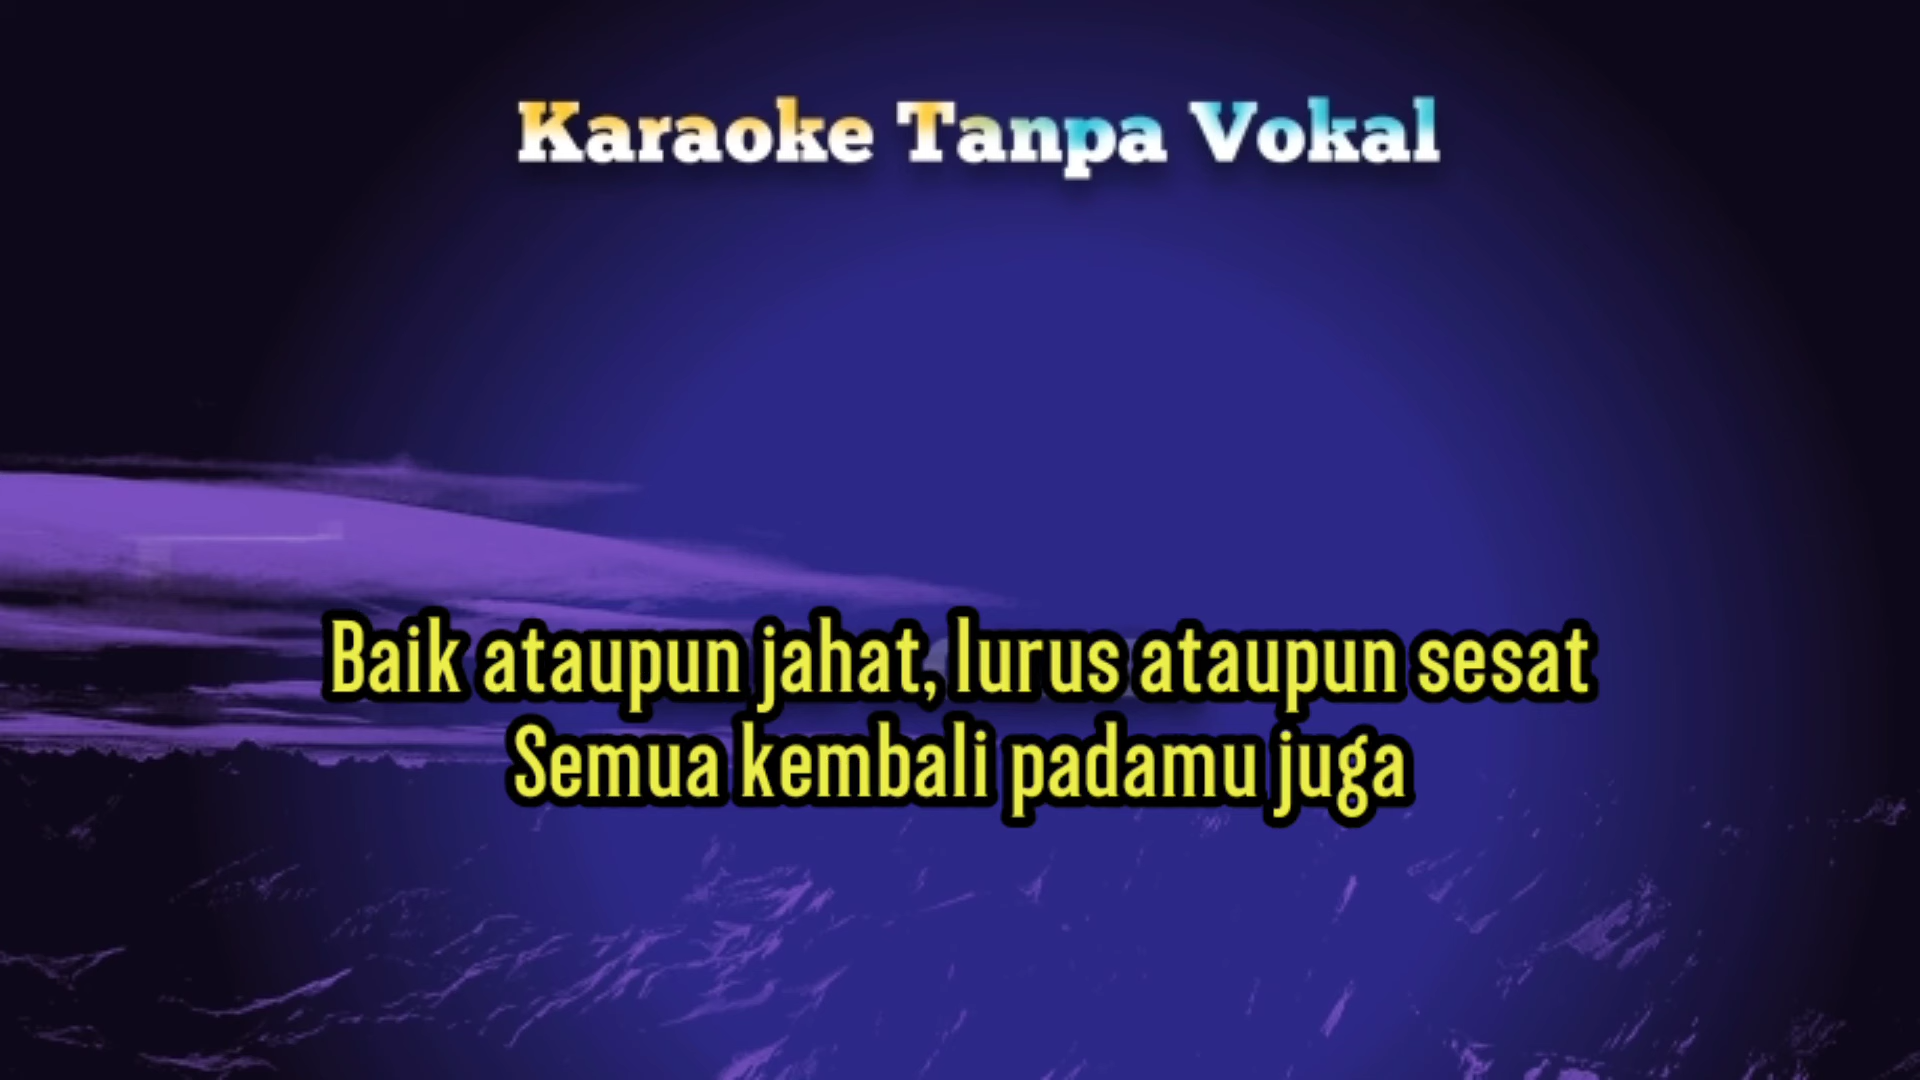 Karaoke Tanpa Vokal
Baik ataupun jahat, lurus ataupun sesat
Semua kembali padamu juga